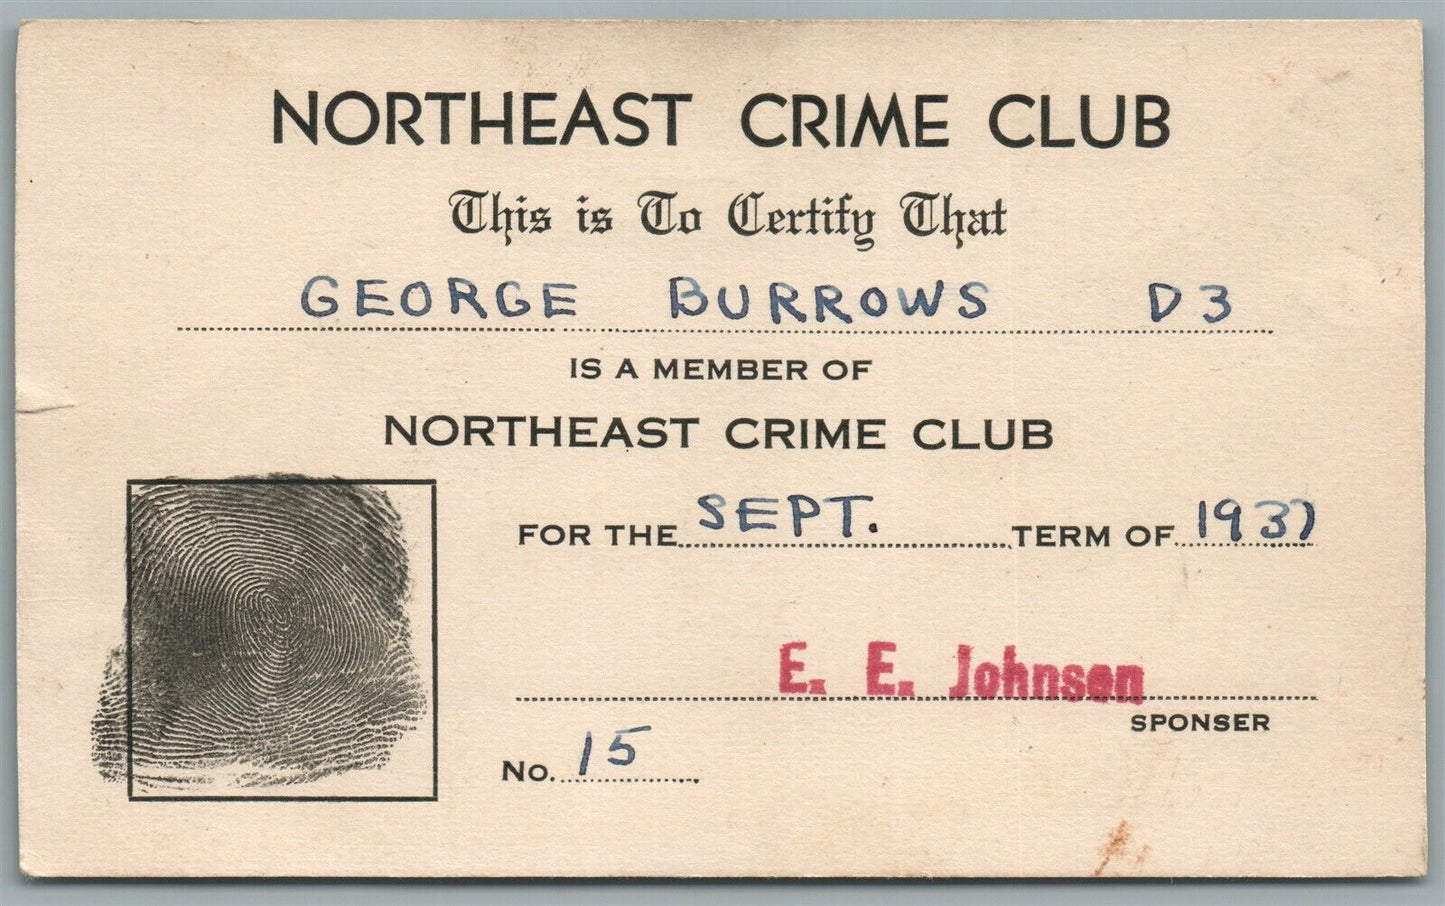 NORTHEAST CRIME CLUB
This is To Certify That
GEORGE BURROWS D3
IS A MEMBER OF
NORTHEAST CRIME CLUB
FOR THE SEPT. TERM OF 1937
E. E. Johnson
SPONSER
No. 15